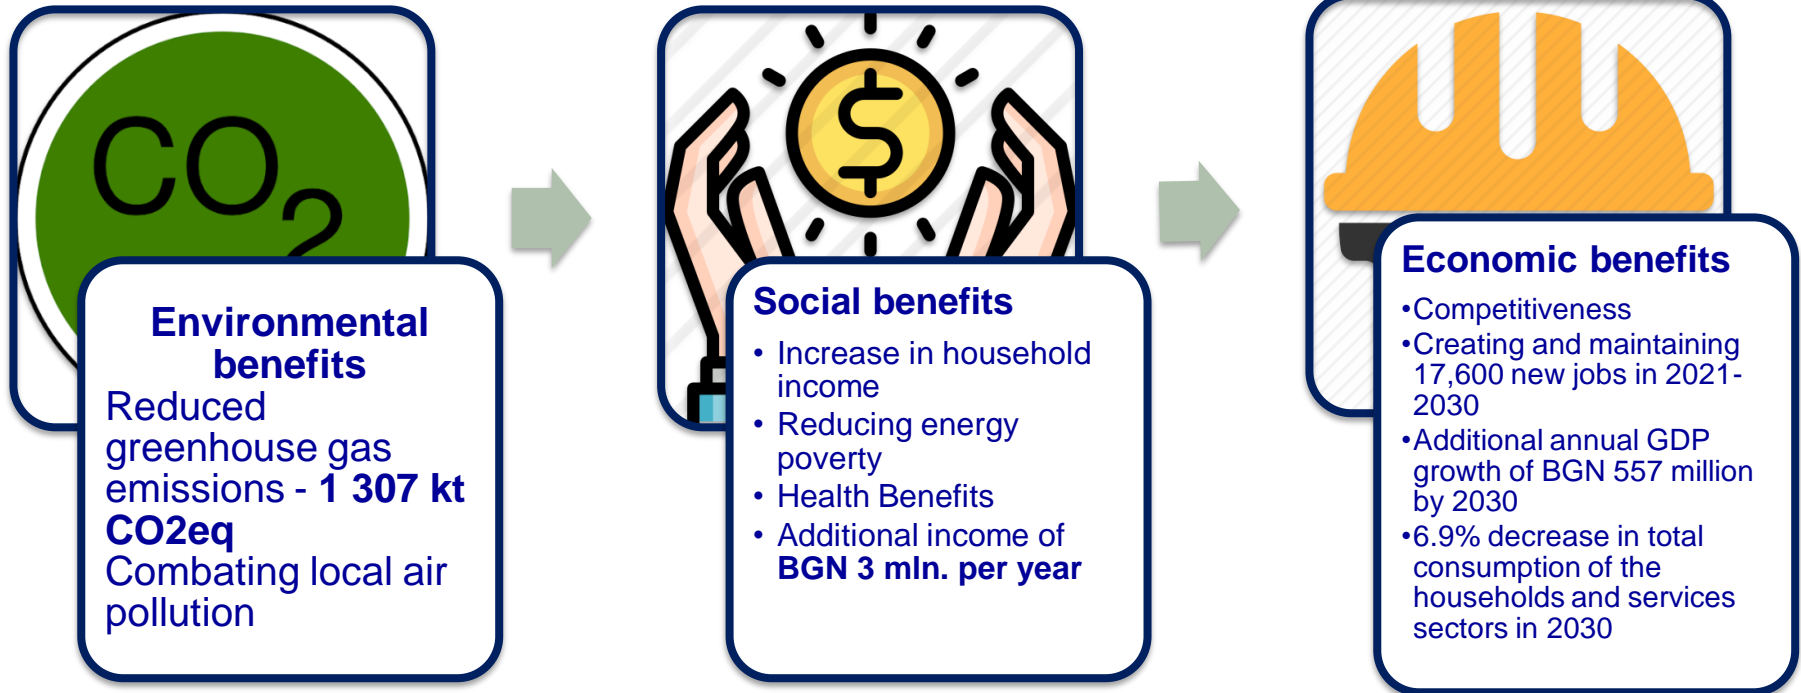 CO2
Environmental
benefits
Reduced
greenhouse gas
emissions - 1 307 kt
CO2eq
Combating local air
pollution
$
Social benefits
• Increase in household
income
• Reducing energy
poverty
• Health Benefits
• Additional income of
BGN 3 mln. per year
Economic benefits
•Competitiveness
•Creating and maintaining
17,600 new jobs in 2021-
2030
•Additional annual GDP
growth of BGN 557 million
by 2030
•6.9% decrease in total
consumption of the
households and services
sectors in 2030